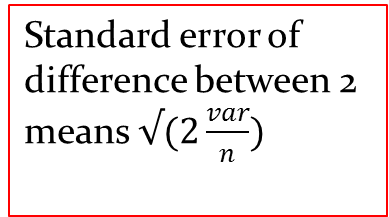 Standard error of
difference between 2
means √(2 var/n)